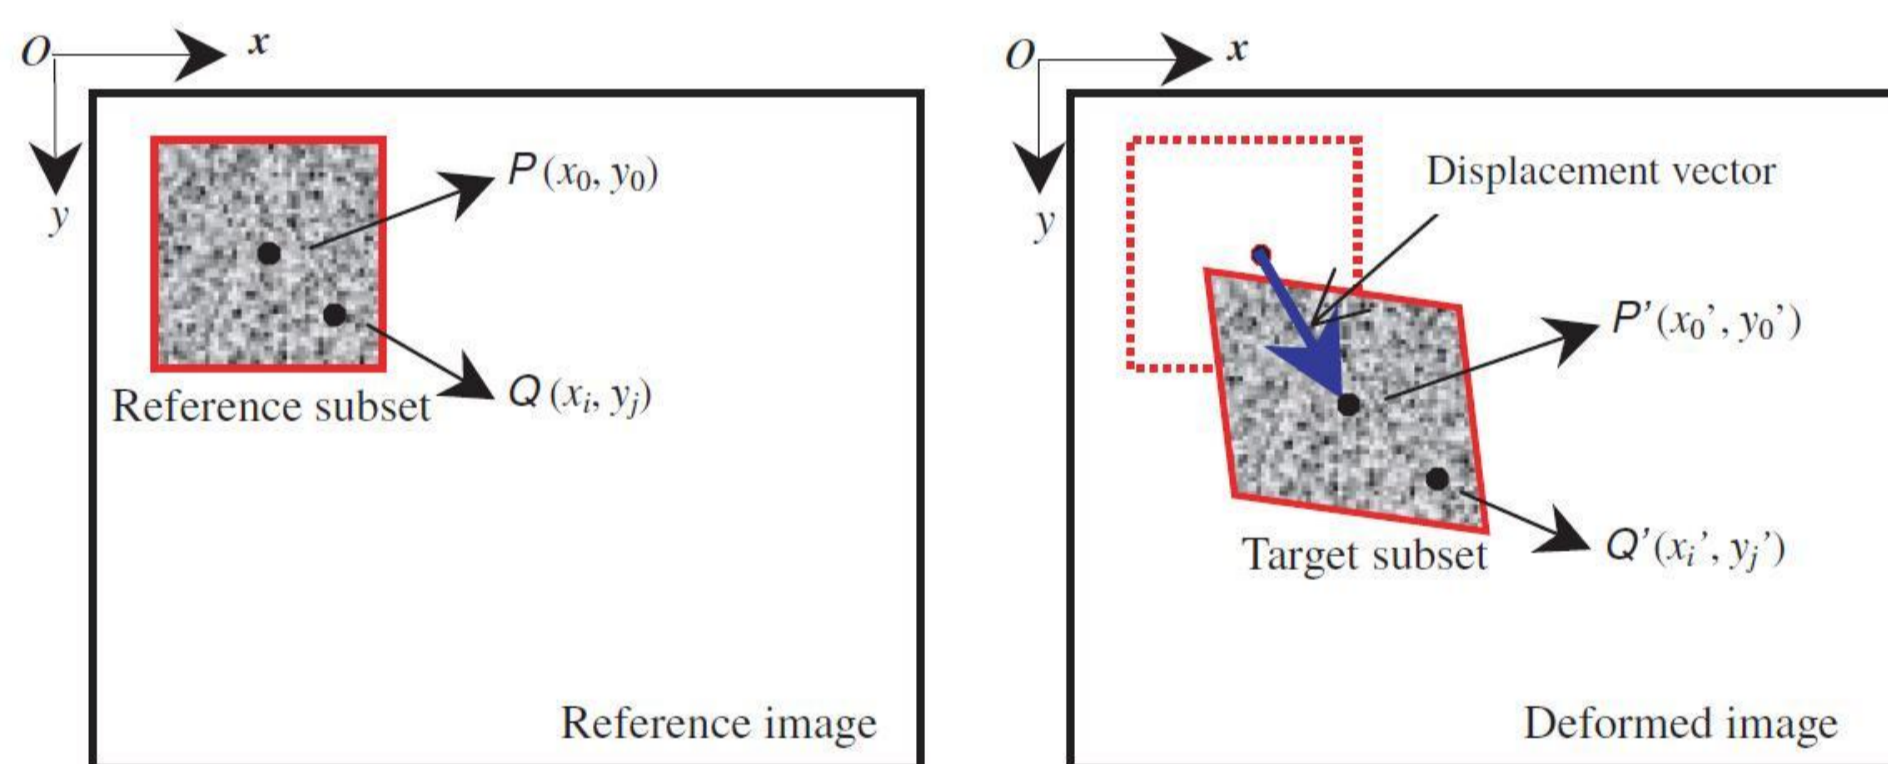 O x
y
P (x₀, y₀)
Q (xᵢ, yⱼ)
Reference subset
Reference image
O x
y
Displacement vector
P’(x₀’, y₀’)
Q’(xᵢ’, yⱼ’)
Target subset
Deformed image